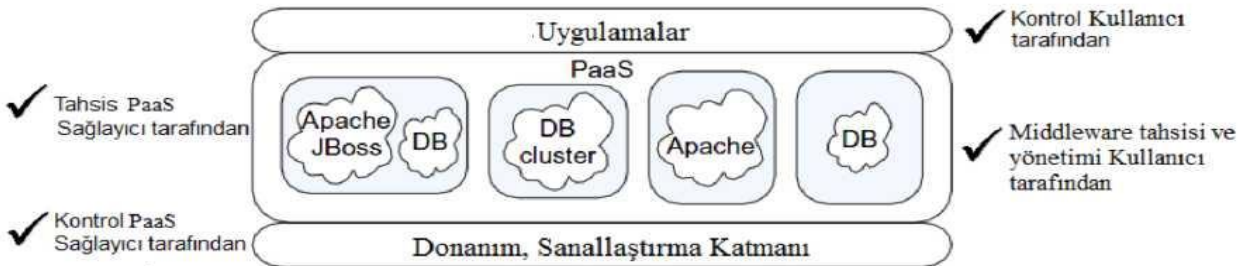 Uygulamalar
Kontrol Kullanıcı
tarafından
PaaS
Tahsis PaaS
Sağlayıcı tarafından
Apache
JBoss
DB
DB
cluster
Apache
DB
Middleware tahsisi ve
yönetimi Kullanıcı
tarafından
Kontrol PaaS
Sağlayıcı tarafından
Donanım, Sanallaştırma Katmanı